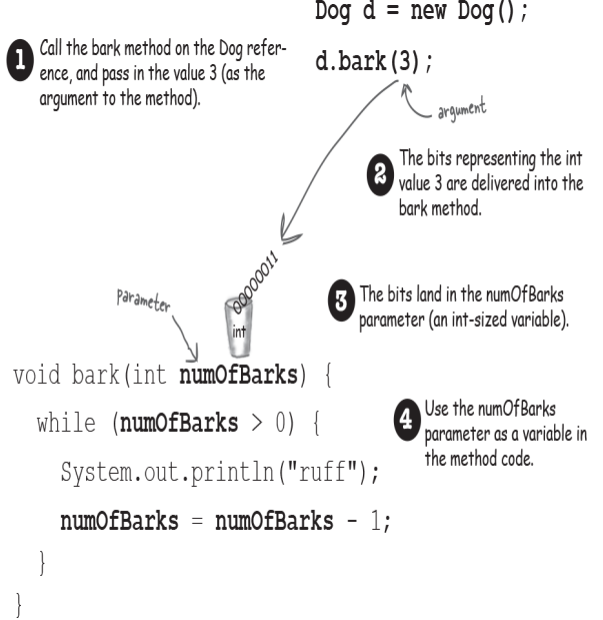 Dog d = new Dog();
1 Call the bark method on the Dog refer-
ence, and pass in the value 3 (as the
argument to the method).
d.bark(3);
argument
2 The bits representing the int
value 3 are delivered into the
bark method.
00000011
int
parameter
3 The bits land in the numOfBarks
parameter (an int-sized variable).
void bark(int numOfBarks) {
while (numOfBarks > 0) {
System.out.println("ruff");
numOfBarks = numOfBarks - 1;
}
}
4 Use the numOfBarks
parameter as a variable in
the method code.